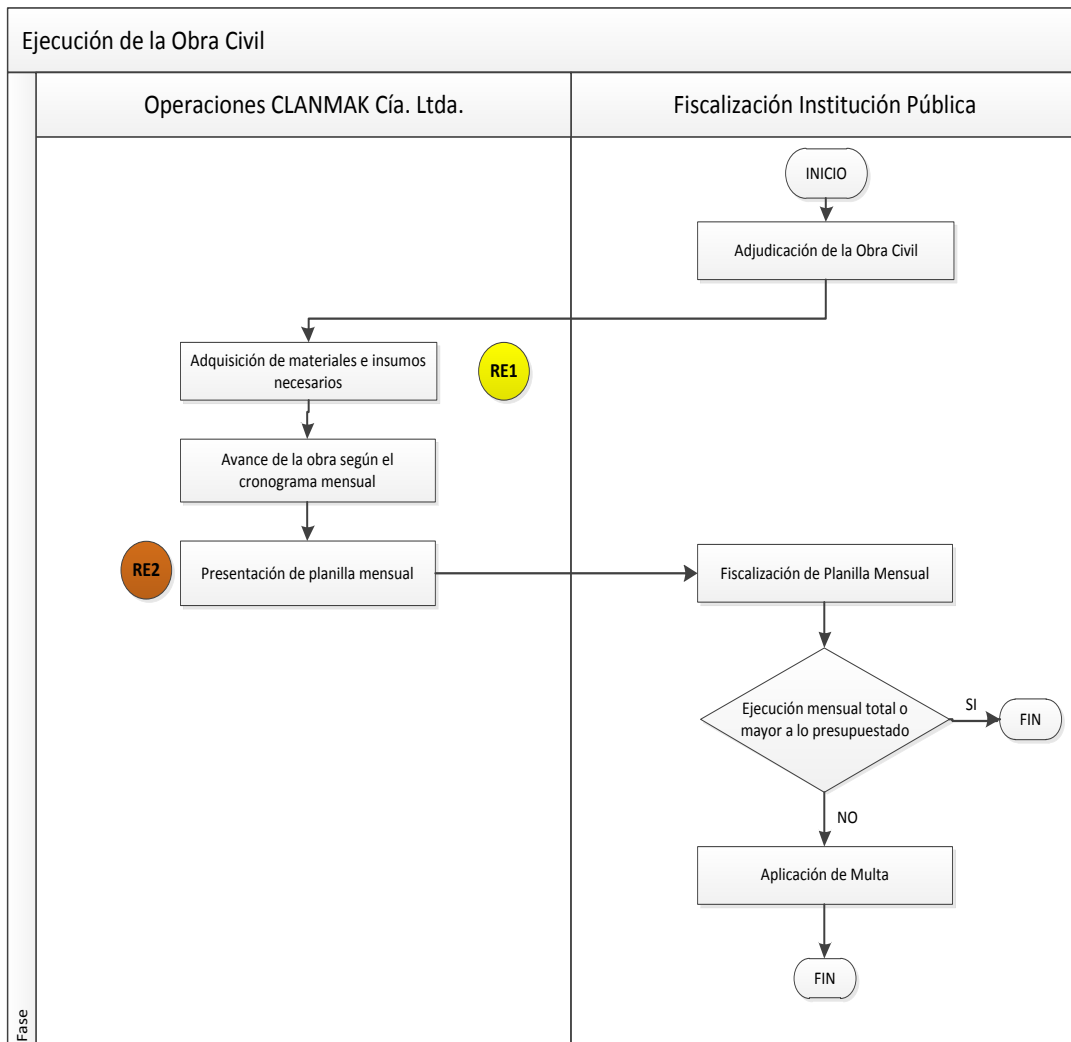 Ejecución de la Obra Civil
Operaciones CLANMAK Cía. Ltda.
Fiscalización Institución Pública
INICIO
Adjudicación de la Obra Civil
Adquisición de materiales e insumos
necesarios
RE1
Avance de la obra según el
cronograma mensual
RE2
Presentación de planilla mensual
Fiscalización de Planilla Mensual
Ejecución mensual total o
mayor a lo presupuestado
SI
FIN
NO
Aplicación de Multa
FIN
Fase